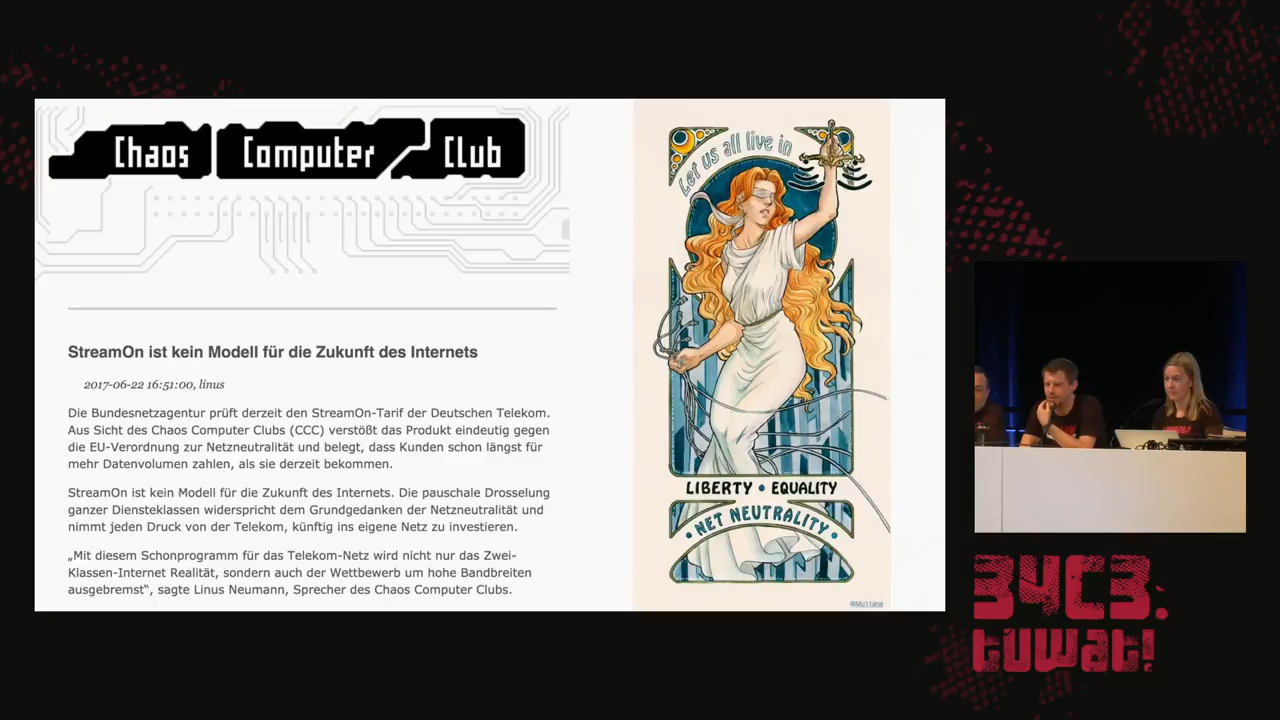 Chaos Computer Club
StreamOn ist kein Modell für die Zukunft des Internets
2017-06-22 16:51:00, linus
Die Bundesnetzagentur prüft derzeit den StreamOn-Tarif der Deutschen Telekom.
Aus Sicht des Chaos Computer Clubs (CCC) verstößt das Produkt eindeutig gegen
die EU-Verordnung zur Netzneutralität und belegt, dass Kunden schon längst für
mehr Datenvolumen zahlen, als sie derzeit bekommen.
StreamOn ist kein Modell für die Zukunft des Internets. Die pauschale Drosselung
ganzer Diensteklassen widerspricht dem Grundgedanken der Netzneutralität und
nimmt jeden Druck von der Telekom, künftig ins eigene Netz zu investieren.
„Mit diesem Schonprogramm für das Telekom-Netz wird nicht nur das Zwei-
Klassen-Internet Realität, sondern auch der Wettbewerb um hohe Bandbreiten
ausgebremst“, sagte Linus Neumann, Sprecher des Chaos Computer Clubs.
Let us all live in
LIBERTY • EQUALITY
• NET NEUTRALITY •
34C3.
tuwat!